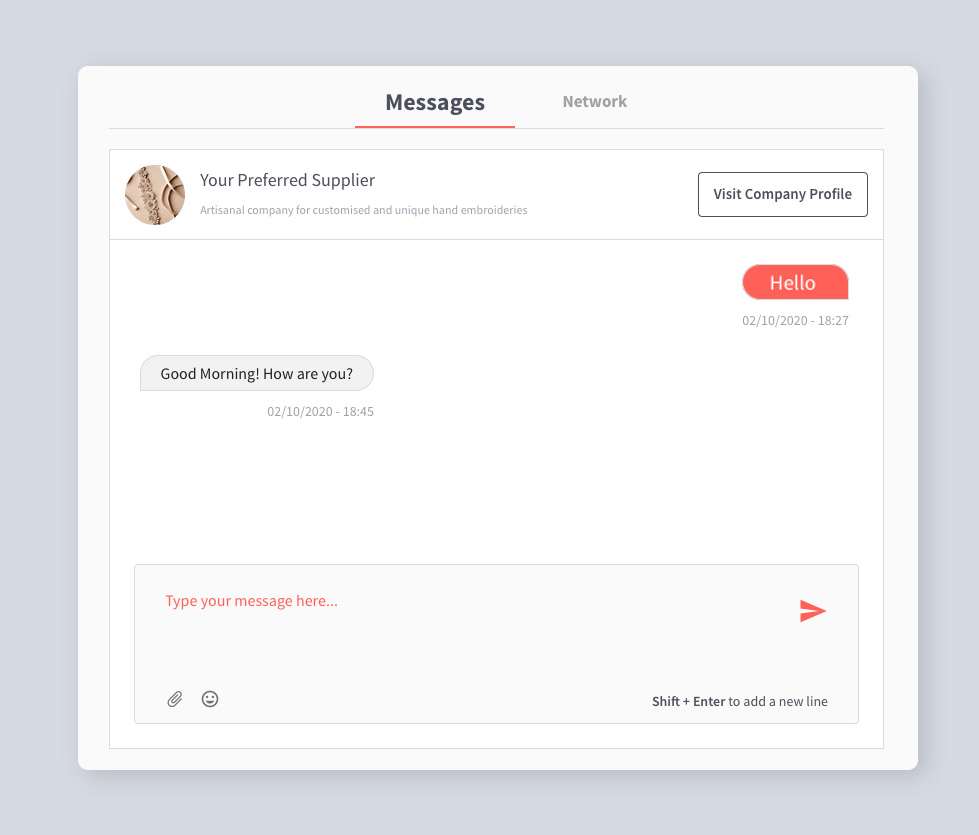 Messages
Network
Your Preferred Supplier
Artisanal company for customised and unique hand embroideries
Visit Company Profile
Hello
02/10/2020 - 18:27
Good Morning! How are you?
02/10/2020 - 18:45
Type your message here...
Shift + Enter to add a new line